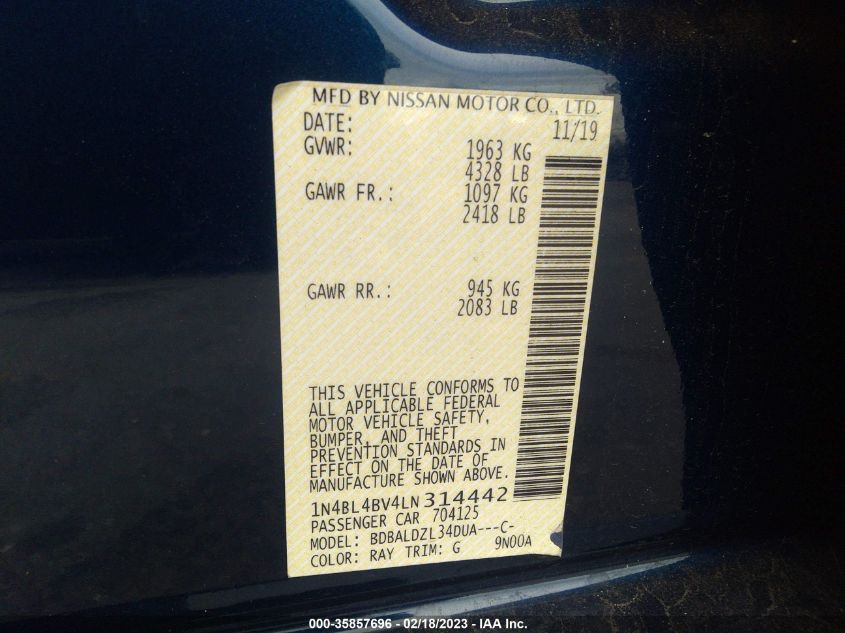 MFD BY NISSAN MOTOR CO., LTD.
DATE: 11/19
GVWR: 1963 KG
4328 LB
GAWR FR.: 1097 KG
2418 LB
GAWR RR.: 945 KG
2083 LB
THIS VEHICLE CONFORMS TO
ALL APPLICABLE FEDERAL
MOTOR VEHICLE SAFETY,
BUMPER, AND THEFT
PREVENTION STANDARDS IN
EFFECT ON THE DATE OF
MANUFACTURE SHOWN ABOVE.
1N4BL4BV4LN314442
PASSENGER CAR 704125
MODEL: BDBALDZL34DUA---C-
COLOR: RAY TRIM: G 9N00A
000-35857696 - 02/18/2023 - IAA Inc.